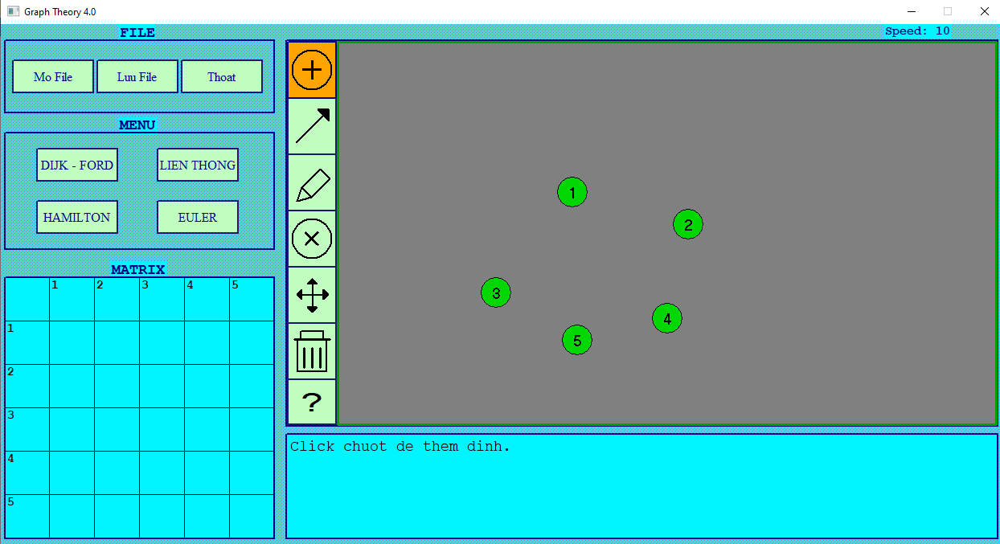 Graph Theory 4.0
FILE
Speed: 10
Mo File
Luu File
Thoat
MENU
DIJK - FORD
LIEN THONG
HAMILTON
EULER
MATRIX
1 2 3 4 5
1
2
3
4
5
?
1
2
3
4
5
Click chuot de them dinh.